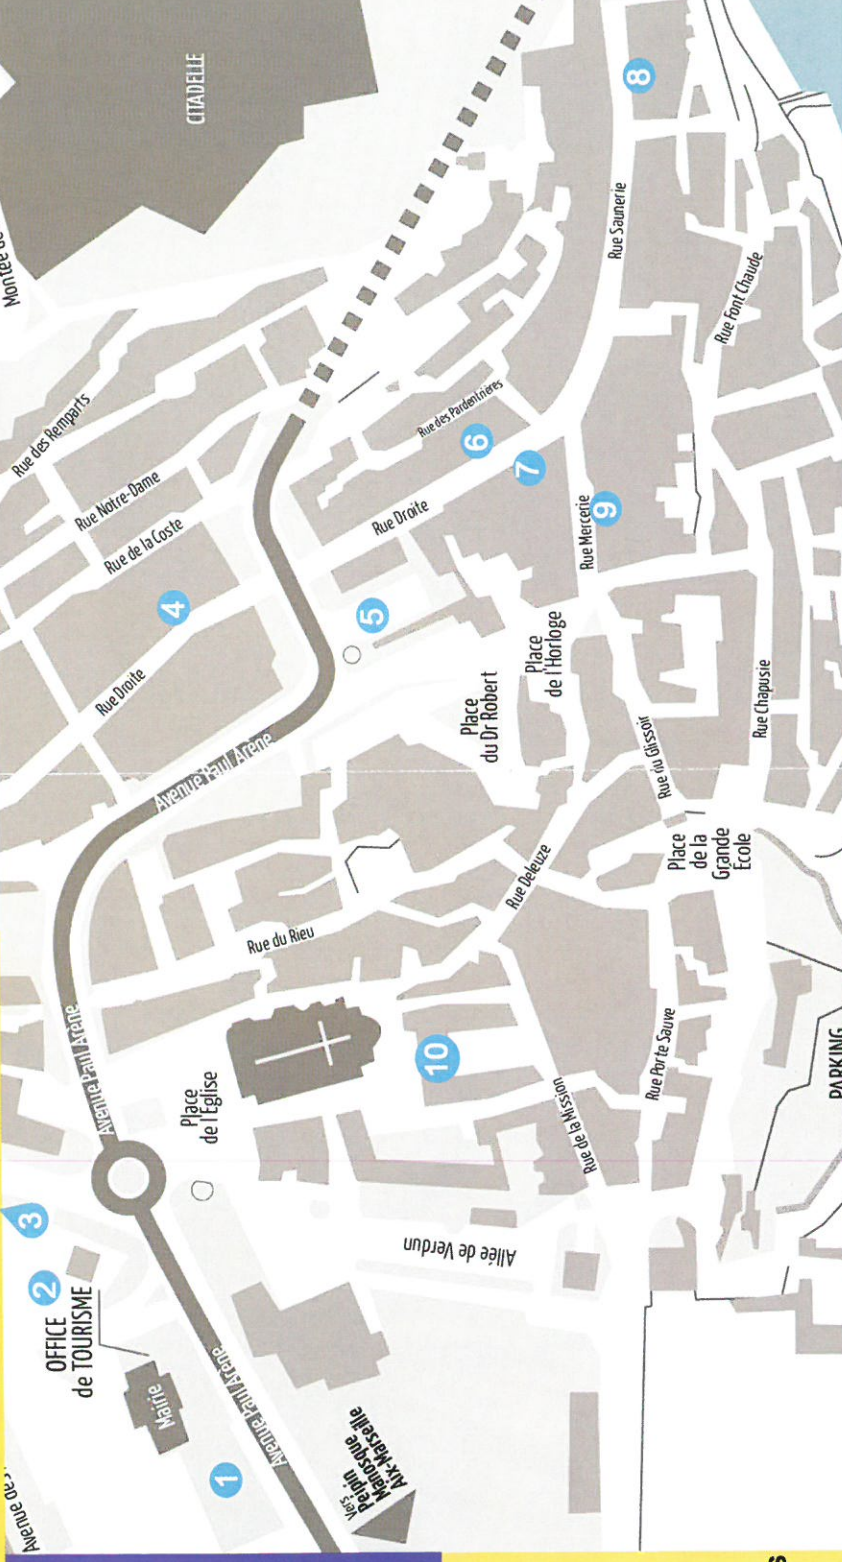 CITADELLE
Montée de
Rue des Remparts
Rue Notre-Dame
Rue de la Coste
Rue Droite
4
Rue Droite
5
Rue des Pardentrières
6
7
Rue Saunerie
8
Rue Font Chaude
Rue Mercerie
9
Place
de l'Horloge
Place
du Dr Robert
Rue du Glissoir
Rue Chapusie
Place
de la
Grande
École
Avenue Paul Arène
Rue Deleuze
Rue du Rieu
10
Rue Porte Sauve
Rue de la Mission
PARKING
Avenue Paul Arène
Place
de l'Église
Allée de Verdun
3
2
OFFICE
de TOURISME
Mairie
1
Avenue Paul Arène
Vers
Peipin
Manosque
Aix-Marseille
Avenue des